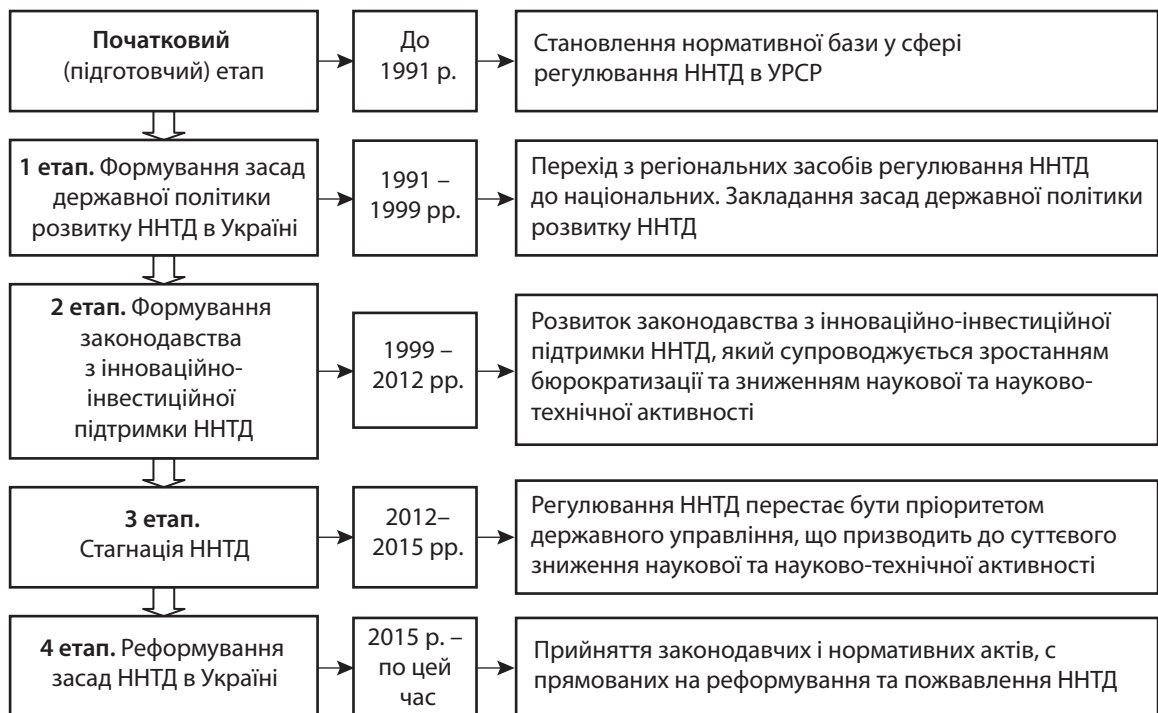 Початковий
(підготовчий) етап
До
1991 р.
Становлення нормативної бази у сфері
регулювання ННТД в УРСР
1 етап. Формування засад
державної політики
розвитку ННТД в Україні
1991 –
1999 рр.
Перехід з регіональних засобів регулювання ННТД
до національних. Закладання засад державної політики
розвитку ННТД
2 етап. Формування
законодавства
з інноваційно-
інвестиційної
підтримки ННТД
1999 –
2012 рр.
Розвиток законодавства з інноваційно-інвестиційної
підтримки ННТД, який супроводжується зростанням
бюрократизації та зниженням наукової та науково-
технічної активності
3 етап.
Стагнація ННТД
2012–
2015 рр.
Регулювання ННТД перестає бути пріоритетом
державного управління, що призводить до суттєвого
зниження наукової та науково-технічної активності
4 етап. Реформування
засад ННТД в Україні
2015 р. –
по цей
час
Прийняття законодавчих і нормативних актів, с
прямованих на реформування та пожвавлення ННТД